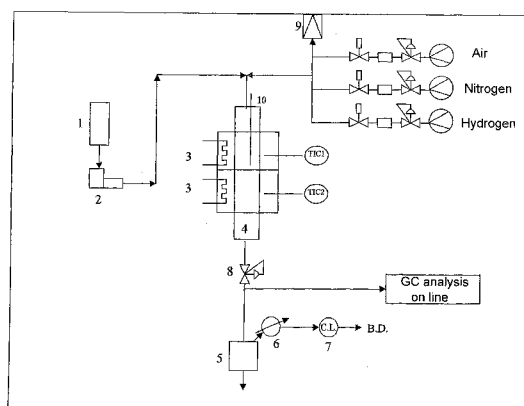 9
Air
Nitrogen
Hydrogen
10
1
3
TIC1
2
3
TIC2
4
8
GC analysis
on line
5
6
C.L.
7
B.D.